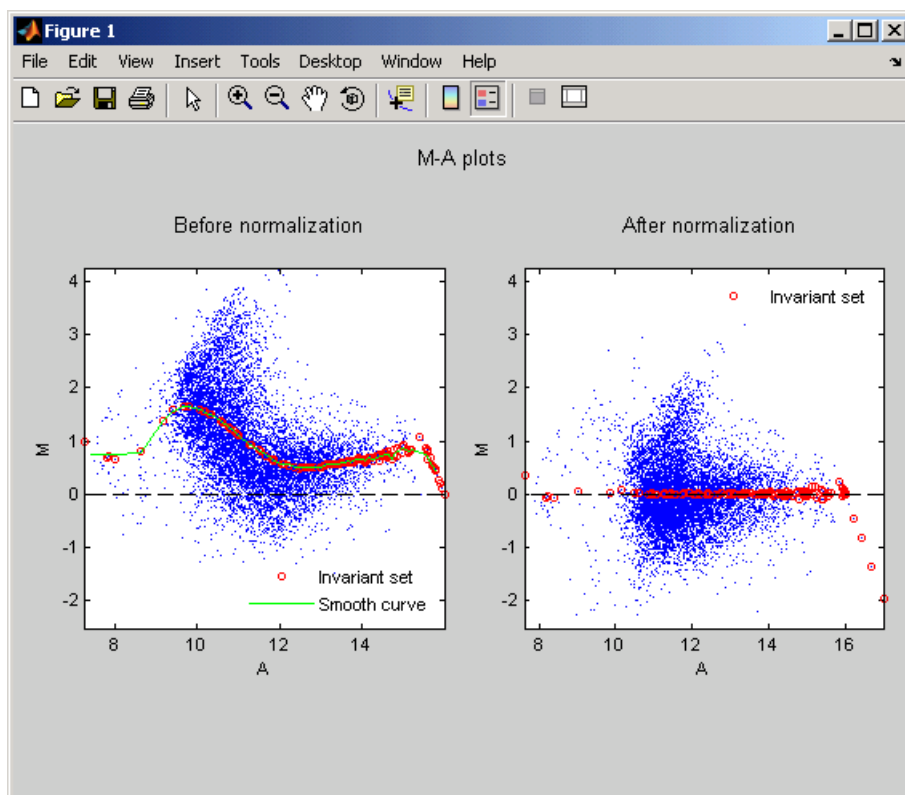 Figure 1
File Edit View Insert Tools Desktop Window Help
M-A plots
Before normalization
After normalization
4
3
2
1
0
-1
-2
M
8 10 12 14
A
Invariant set
Smooth curve
4
3
2
1
0
-1
-2
M
8 10 12 14 16
A
Invariant set